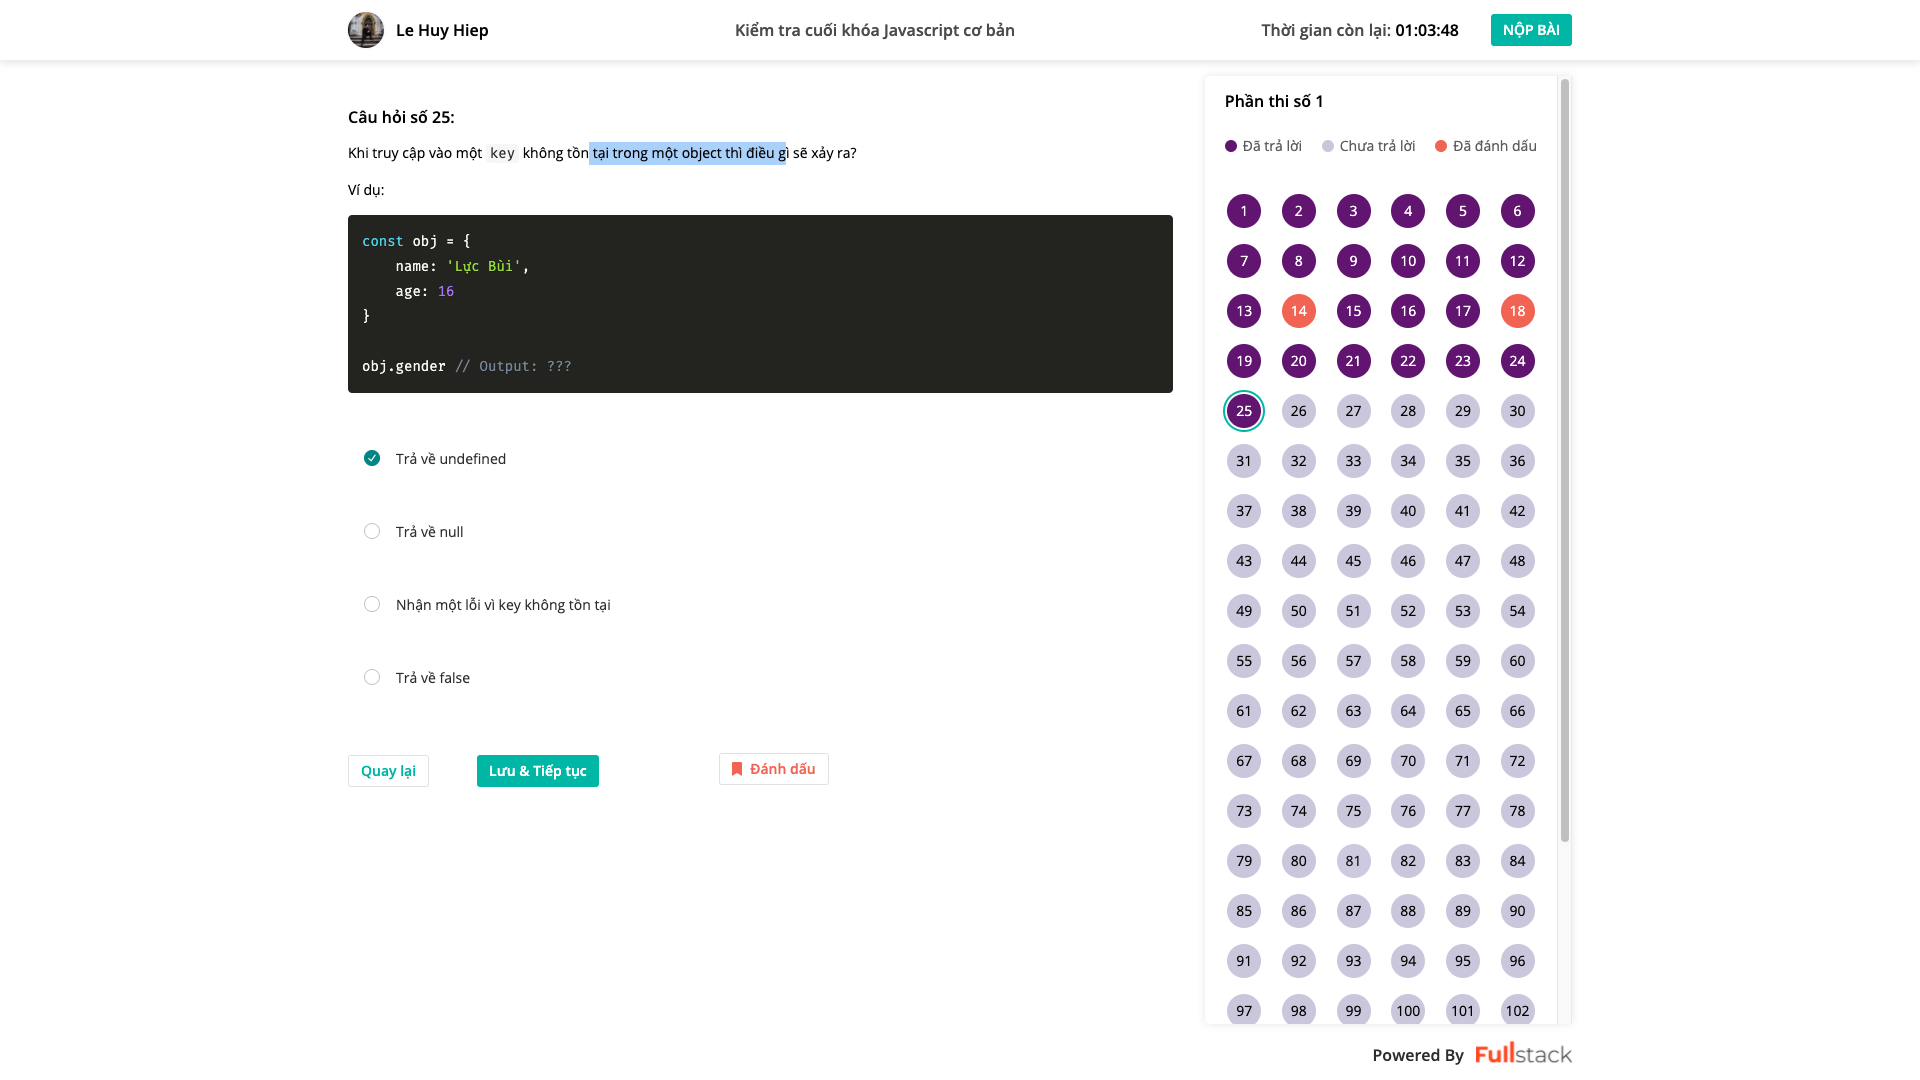 Le Huy Hiep
Kiểm tra cuối khóa Javascript cơ bản
Thời gian còn lại: 01:03:48
NỘP BÀI
Câu hỏi số 25:
Khi truy cập vào một key không tồn tại trong một object thì điều gì sẽ xảy ra?
Ví dụ:
const obj = {
    name: 'Lực Bùi',
    age: 16
}
obj.gender // Output: ???
Trả về undefined
Trả về null
Nhận một lỗi vì key không tồn tại
Trả về false
Quay lại
Lưu & Tiếp tục
Đánh dấu
Phần thi số 1
Đã trả lời Chưa trả lời Đã đánh dấu
1 2 3 4 5 6
7 8 9 10 11 12
13 14 15 16 17 18
19 20 21 22 23 24
25 26 27 28 29 30
31 32 33 34 35 36
37 38 39 40 41 42
43 44 45 46 47 48
49 50 51 52 53 54
55 56 57 58 59 60
61 62 63 64 65 66
67 68 69 70 71 72
73 74 75 76 77 78
79 80 81 82 83 84
85 86 87 88 89 90
91 92 93 94 95 96
97 98 99 100 101 102
Powered By Fullstack